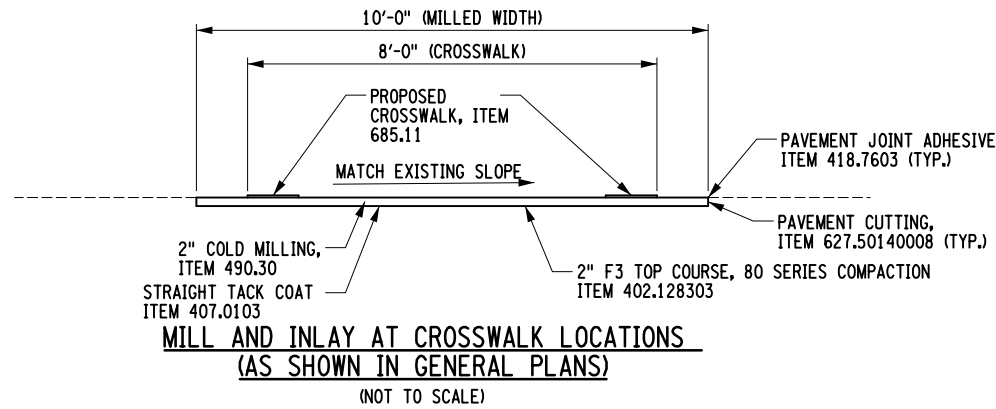 10'-0" (MILLED WIDTH)
8'-0" (CROSSWALK)
PROPOSED
CROSSWALK, ITEM
685.11
MATCH EXISTING SLOPE
PAVEMENT JOINT ADHESIVE
ITEM 418.7603 (TYP.)
PAVEMENT CUTTING,
ITEM 627.50140008 (TYP.)
2" COLD MILLING,
ITEM 490.30
STRAIGHT TACK COAT
ITEM 407.0103
2" F3 TOP COURSE, 80 SERIES COMPACTION
ITEM 402.128303
MILL AND INLAY AT CROSSWALK LOCATIONS
(AS SHOWN IN GENERAL PLANS)
(NOT TO SCALE)